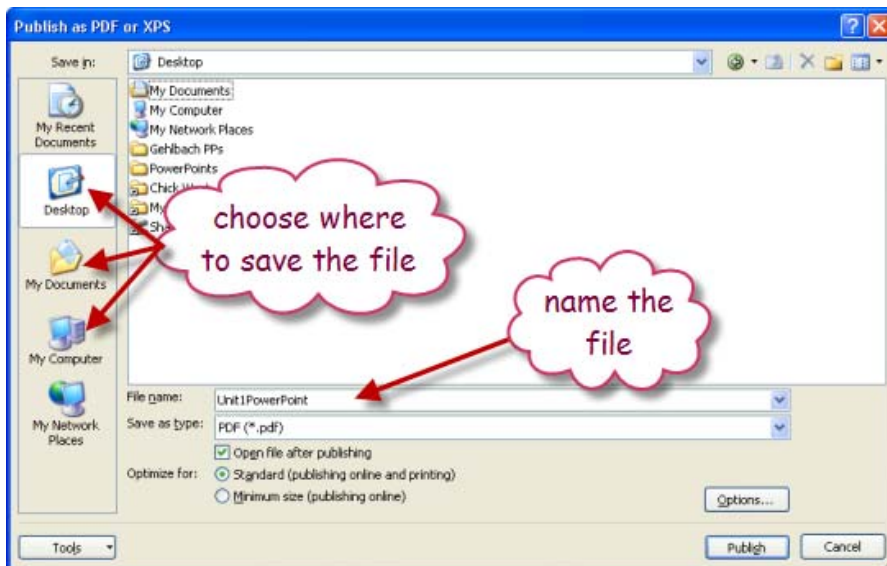 Publish as PDF or XPS
Save in:
Desktop
My Documents
My Computer
My Network Places
Gehlbach PPs
PowerPoints
Chick
My
My Recent
Documents
Desktop
My Documents
My Computer
My Network
Places
choose where
to save the file
name the
file
File name:
Unit1PowerPoint
Save as type:
PDF (*.pdf)
Open file after publishing
Optimize for:
Standard (publishing online and printing)
Minimum size (publishing online)
Options...
Tools
Publish
Cancel